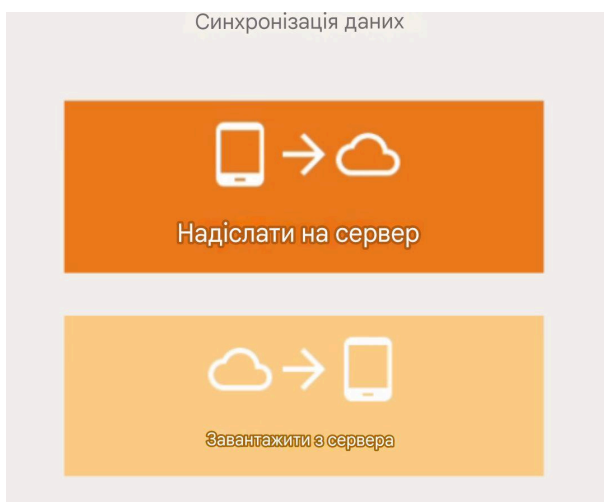 Синхронізація даних
Надіслати на сервер
Завантажити з сервера